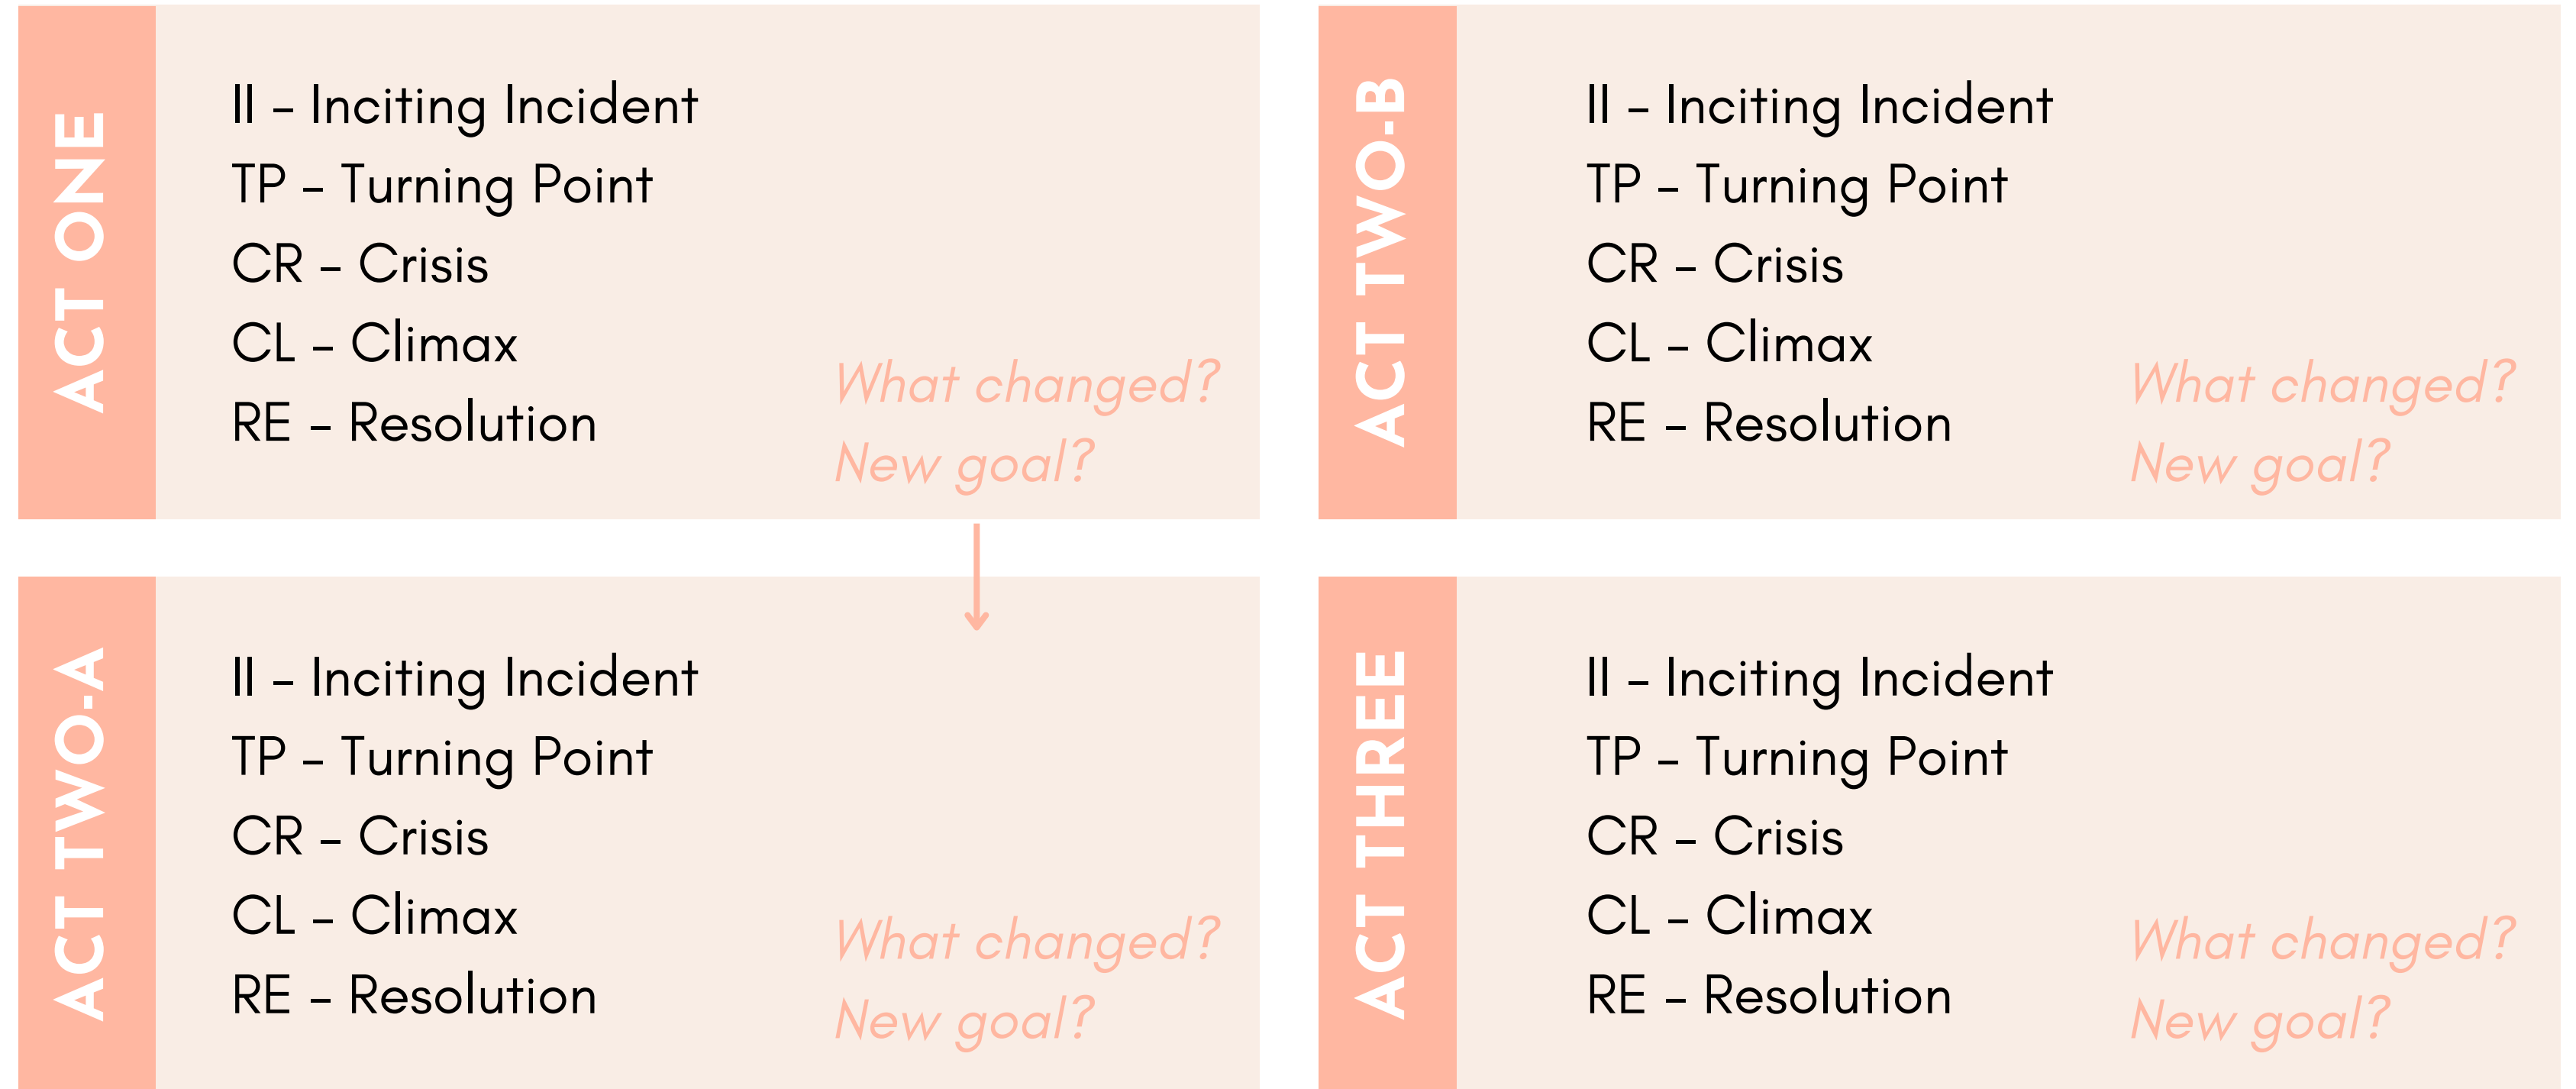 ACT ONE
II – Inciting Incident
TP – Turning Point
CR – Crisis
CL – Climax
RE – Resolution
What changed?
New goal?
ACT TWO-A
II – Inciting Incident
TP – Turning Point
CR – Crisis
CL – Climax
RE – Resolution
What changed?
New goal?
ACT TWO-B
II – Inciting Incident
TP – Turning Point
CR – Crisis
CL – Climax
RE – Resolution
What changed?
New goal?
ACT THREE
II – Inciting Incident
TP – Turning Point
CR – Crisis
CL – Climax
RE – Resolution
What changed?
New goal?